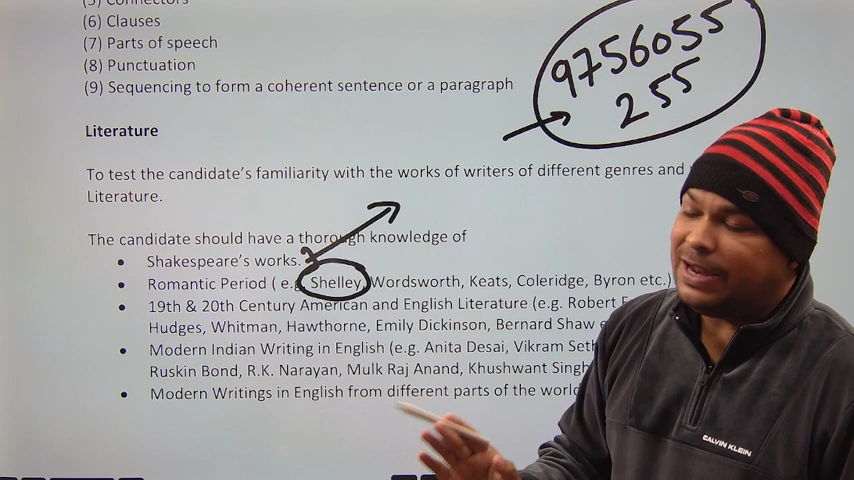 (5) Connectors
(6) Clauses
(7) Parts of speech
(8) Punctuation
(9) Sequencing to form a coherent sentence or a paragraph
9756055
255
Literature
To test the candidate's familiarity with the works of writers of different genres and
Literature.
The candidate should have a thorough knowledge of
• Shakespeare's works.
• Romantic Period ( e.g. Shelley, Wordsworth, Keats, Coleridge, Byron etc.)
• 19th & 20th Century American and English Literature (e.g. Robert
Hudges, Whitman, Hawthorne, Emily Dickinson, Bernard Shaw
• Modern Indian Writing in English (e.g. Anita Desai, Vikram Seth
Ruskin Bond, R.K. Narayan, Mulk Raj Anand, Khushwant Singh
• Modern Writings in English from different parts of the world
CALVIN KLEIN